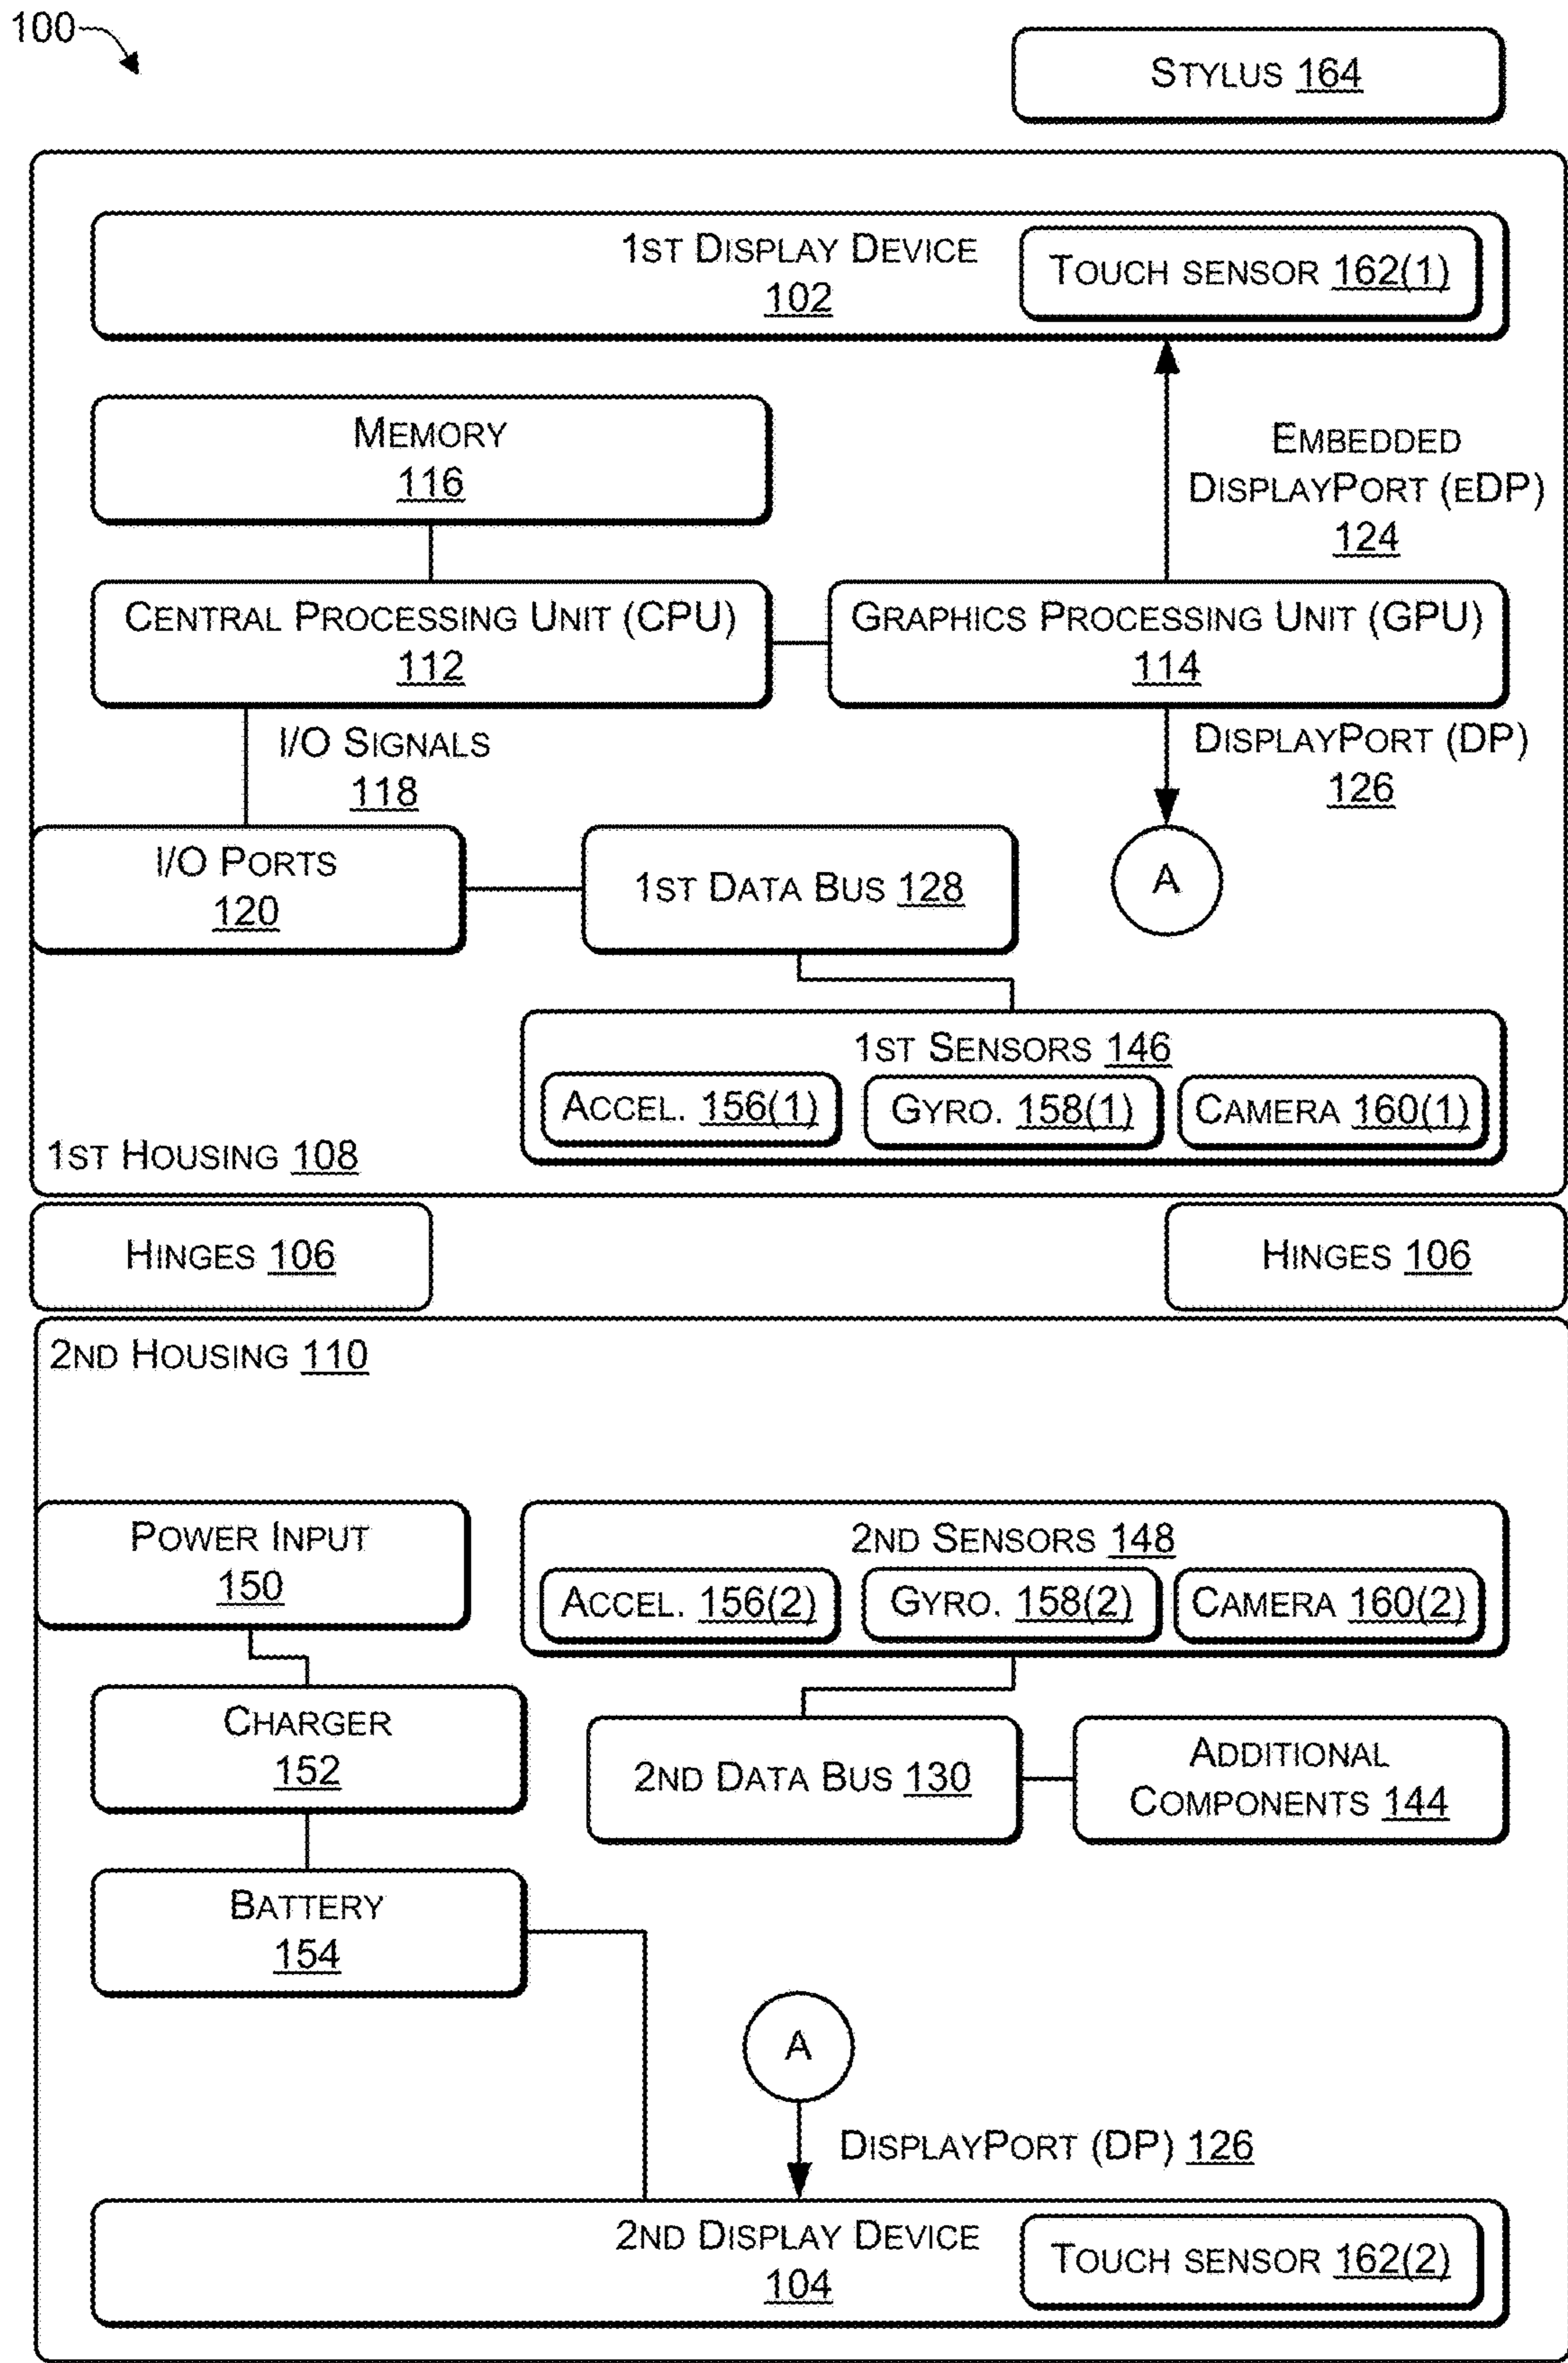 100
STYLUS 164
1ST DISPLAY DEVICE
102
TOUCH SENSOR 162(1)
MEMORY
116
EMBEDDED
DISPLAYPORT (EDP)
124
CENTRAL PROCESSING UNIT (CPU)
112
GRAPHICS PROCESSING UNIT (GPU)
114
I/O SIGNALS
118
DISPLAYPORT (DP)
126
I/O PORTS
120
1ST DATA BUS 128
A
1ST SENSORS 146
ACCEL. 156(1)
GYRO. 158(1)
CAMERA 160(1)
1ST HOUSING 108
HINGES 106
HINGES 106
2ND HOUSING 110
POWER INPUT
150
2ND SENSORS 148
ACCEL. 156(2)
GYRO. 158(2)
CAMERA 160(2)
CHARGER
152
2ND DATA BUS 130
ADDITIONAL
COMPONENTS 144
BATTERY
154
A
DISPLAYPORT (DP) 126
2ND DISPLAY DEVICE
104
TOUCH SENSOR 162(2)